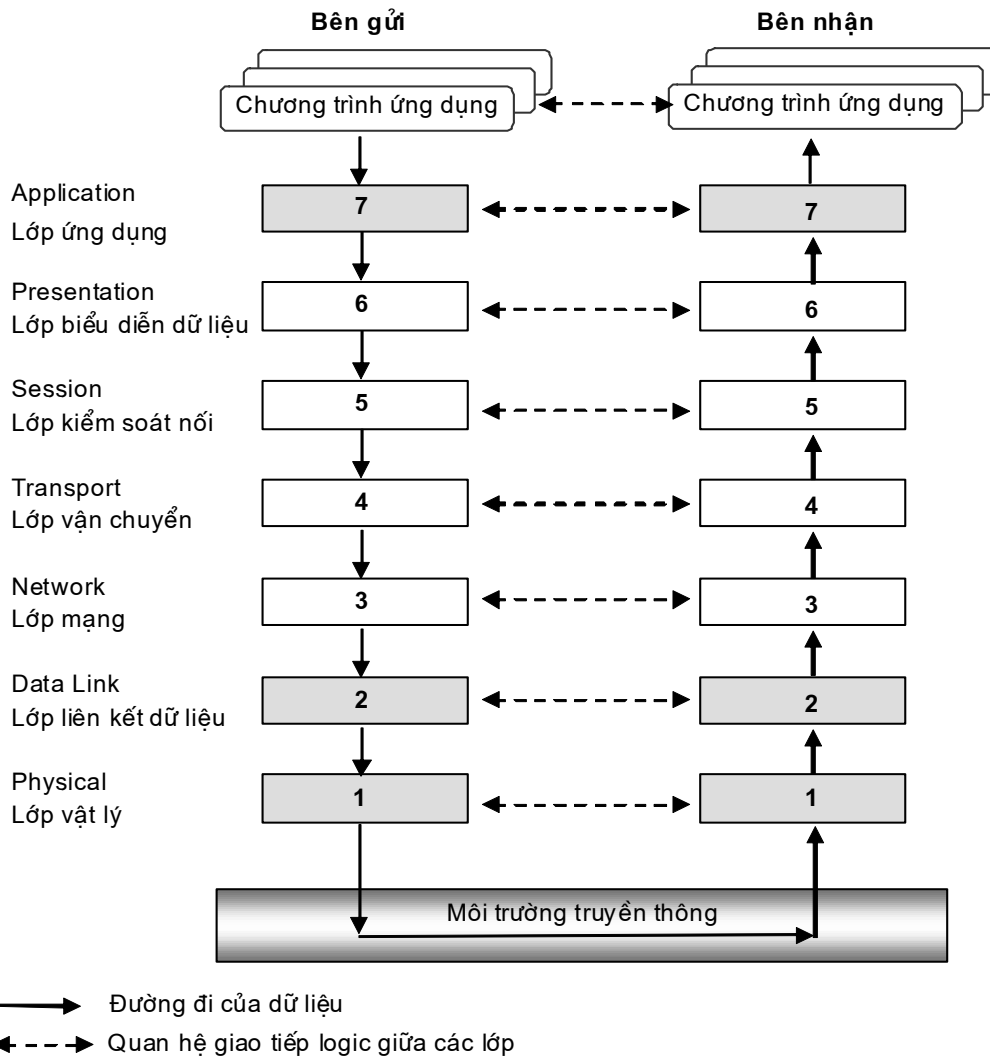 Bên gửi
Bên nhận
Chương trình ứng dụng
Chương trình ứng dụng
Application
Lớp ứng dụng
7
7
Presentation
Lớp biểu diễn dữ liệu
6
6
Session
Lớp kiểm soát nối
5
5
Transport
Lớp vận chuyển
4
4
Network
Lớp mạng
3
3
Data Link
Lớp liên kết dữ liệu
2
2
Physical
Lớp vật lý
1
1
Môi trường truyền thông
Đường đi của dữ liệu
Quan hệ giao tiếp logic giữa các lớp